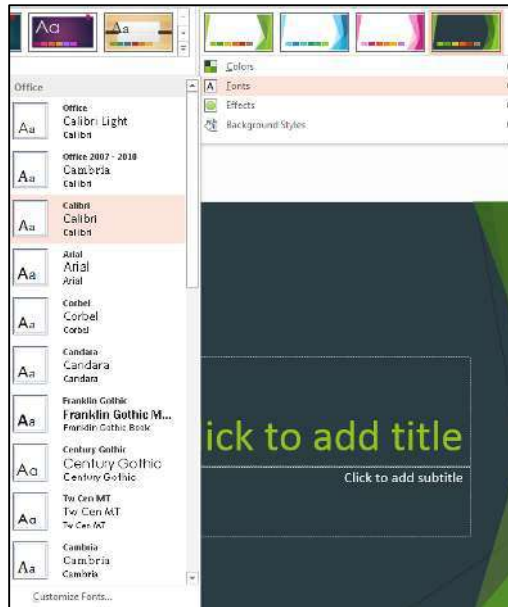 Aa
Aa
Colors
A Fonts
Effects
Background Styles
Office
Office
Aa Calibri Light
Calibri
Office 2007 - 2010
Aa Cambria
Calibri
Calibri
Aa Calibri
Calibri
Arial
Aa Arial
Arial
Corbel
Aa Corbel
Corbel
Candara
Aa Candara
Candara
Franklin Gothic
Aa Franklin Gothic M...
Franklin Gothic Book
Century Gothic
Aa Century Gothic
Century Gothic
Tw Cen MT
Aa Tw Cen MT
Tw Cen MT
Cambria
Aa Cambria
Cambria
Customize Fonts...
ick to add title
Click to add subtitle